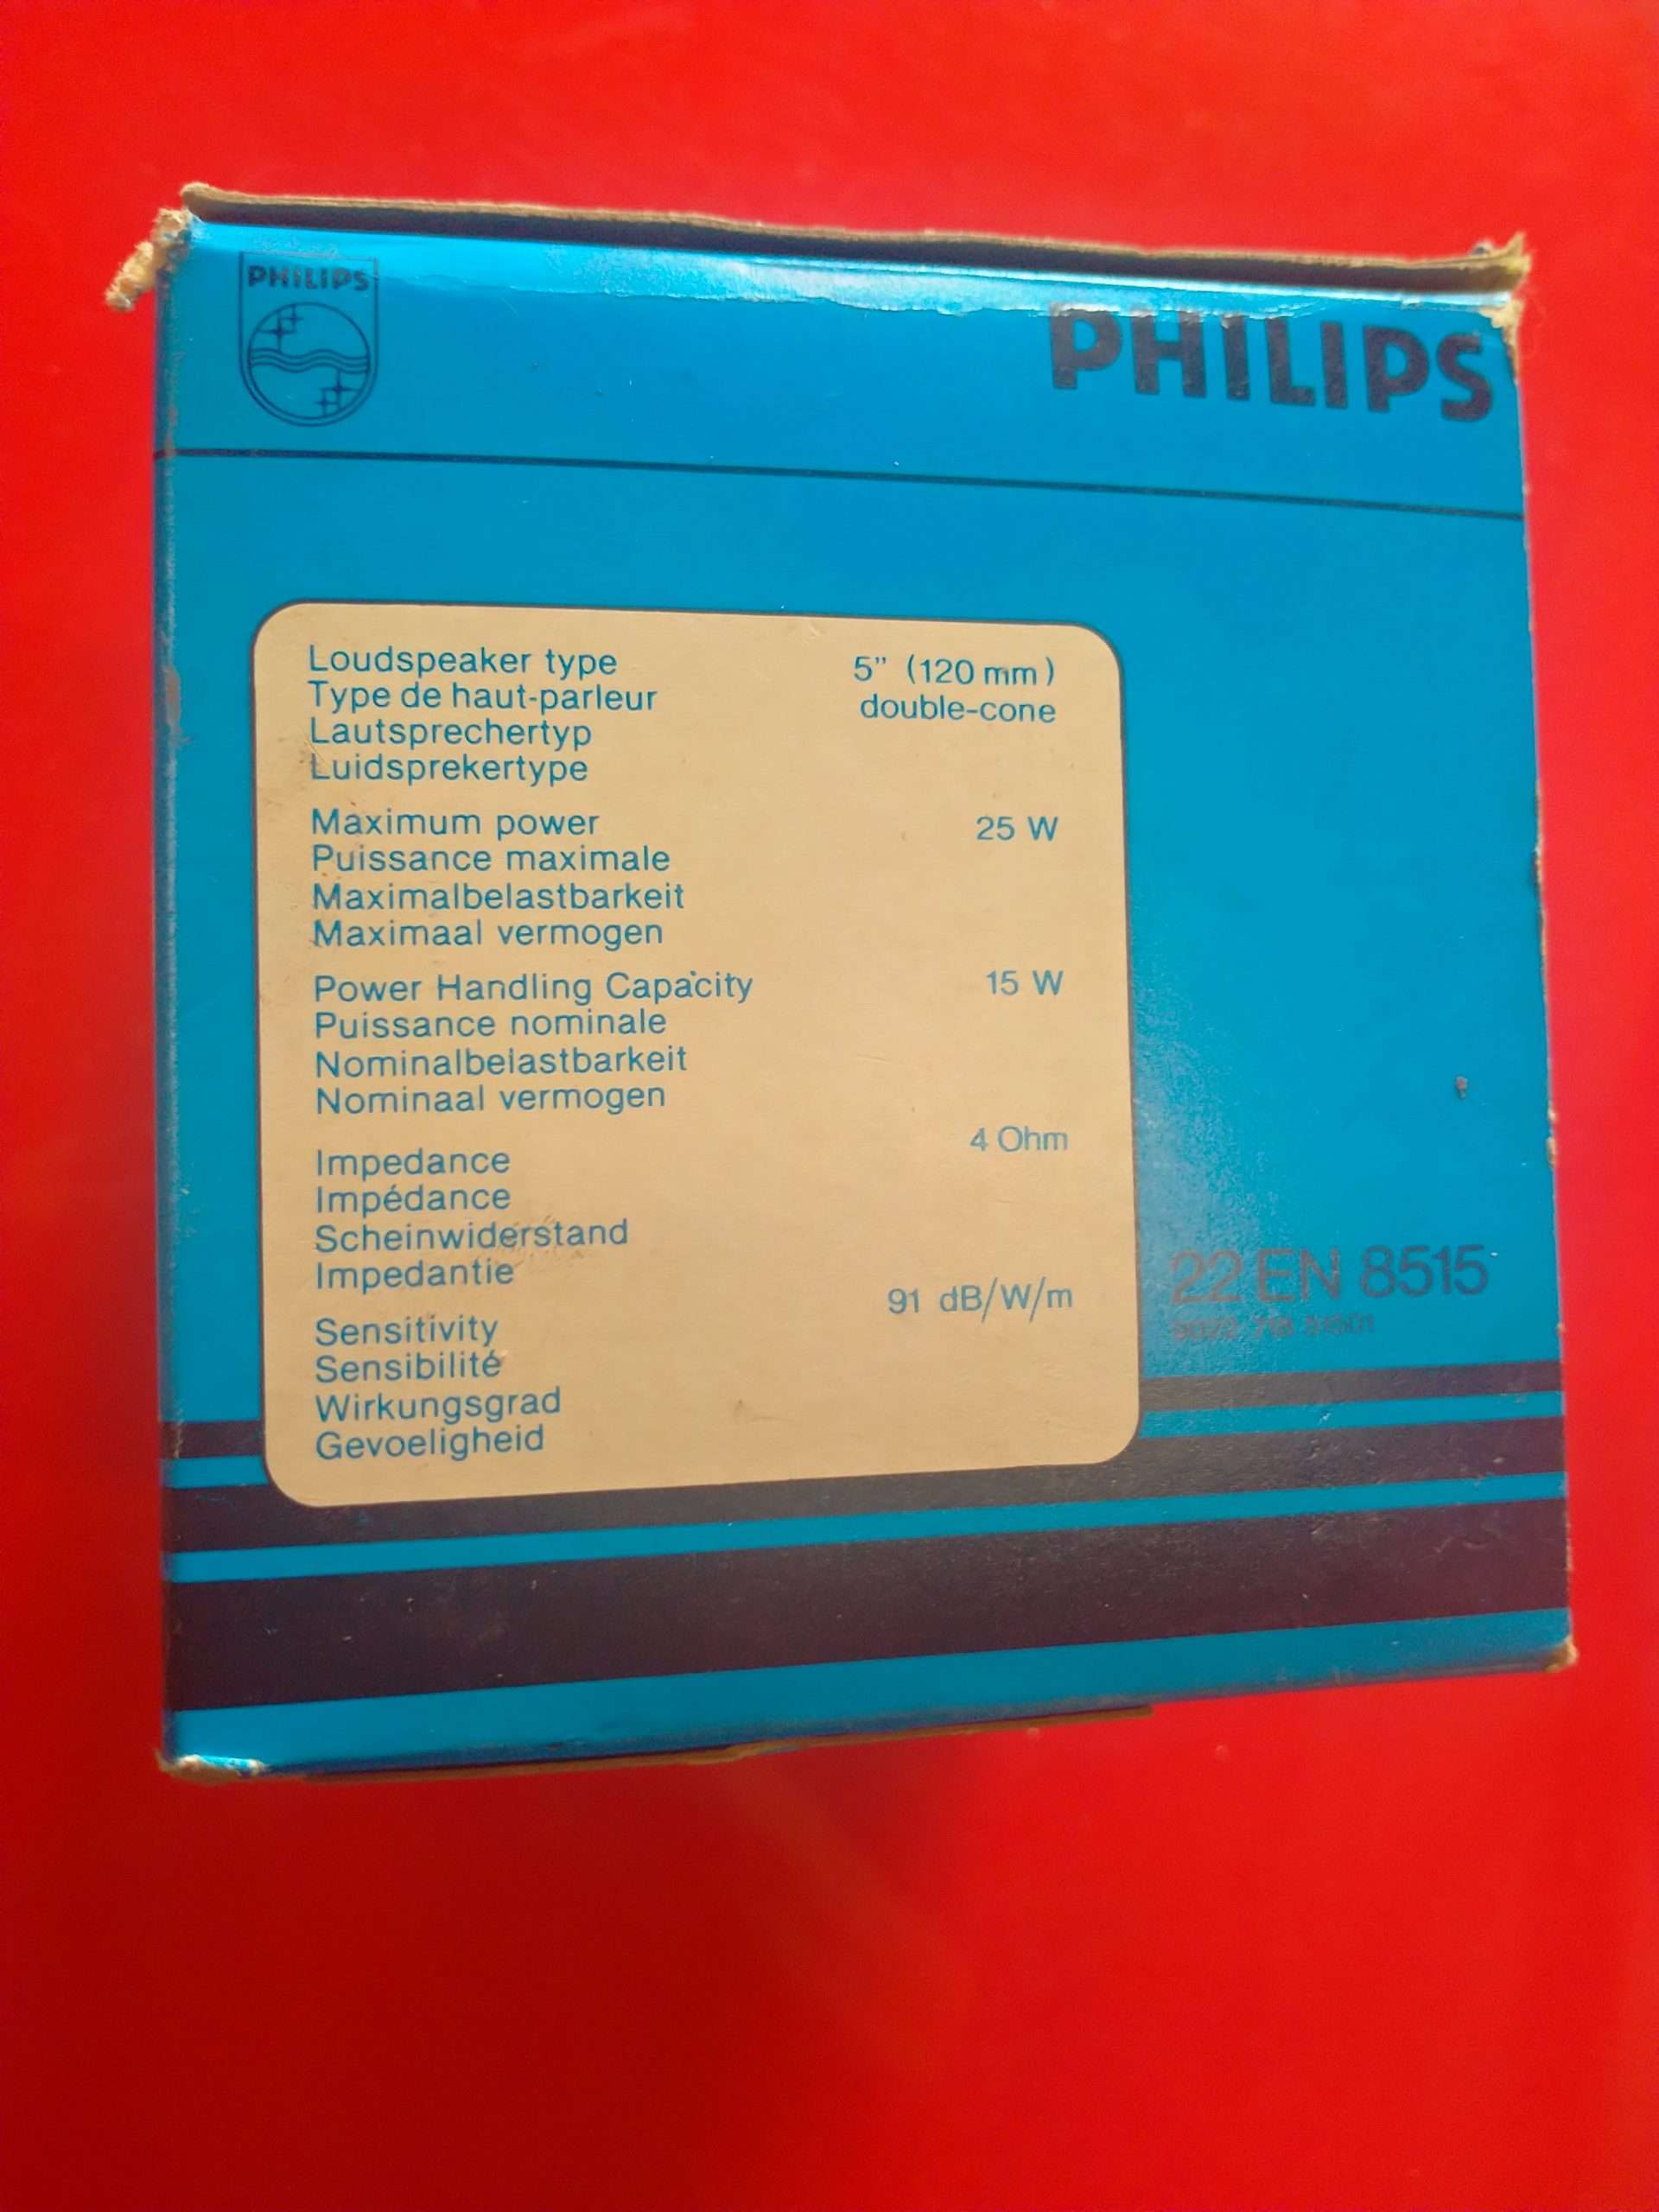 PHILIPS
PHILIPS
Loudspeaker type 5” (120 mm)
Type de haut-parleur double-cone
Lautsprechertyp
Luidsprekertype
Maximum power 25 W
Puissance maximale
Maximalbelastbarkeit
Maximaal vermogen
Power Handling Capacity 15 W
Puissance nominale
Nominalbelastbarkeit
Nominaal vermogen
Impedance 4 Ohm
Impédance
Scheinwiderstand
Impedantie
Sensitivity 91 dB/W/m
Sensibilité
Wirkungsgrad
Gevoeligheid
22 EN 8515